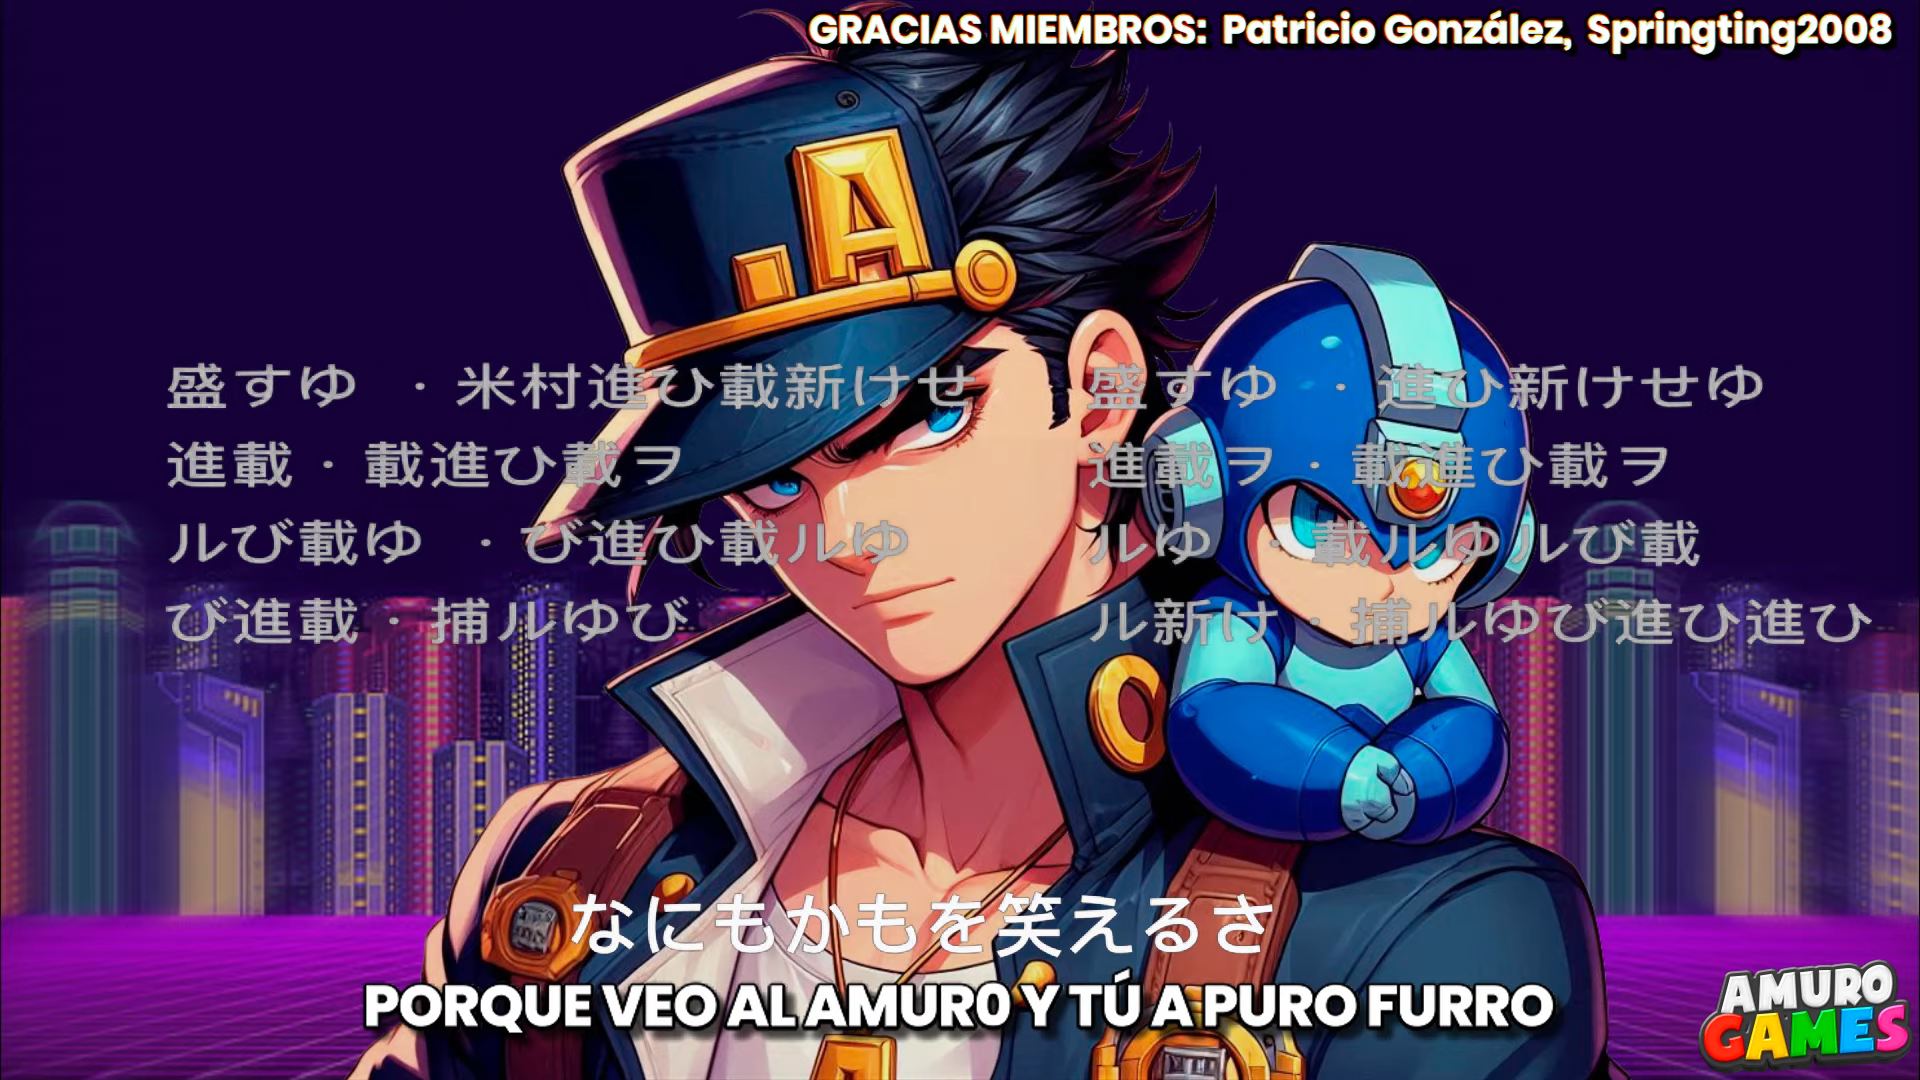 GRACIAS MIEMBROS: Patricio González, Springting2008
.A
盛すゆ ・米村進ひ載新けせ
進載・載進ひ載ヲ
ルび載ゆ ・び進ひ載ルゆ
び進載・捕ルゆび
盛すゆ ・進ひ新けせゆ
進載ヲ・載進ひ載ヲ
ルゆ ・載ルゆルび載
ル新け・捕ルゆび進ひ進ひ
なにもかもを笑えるさ
PORQUE VEO AL AMUR0 Y TÚ A PURO FURRO
A
AMURO
GAMES